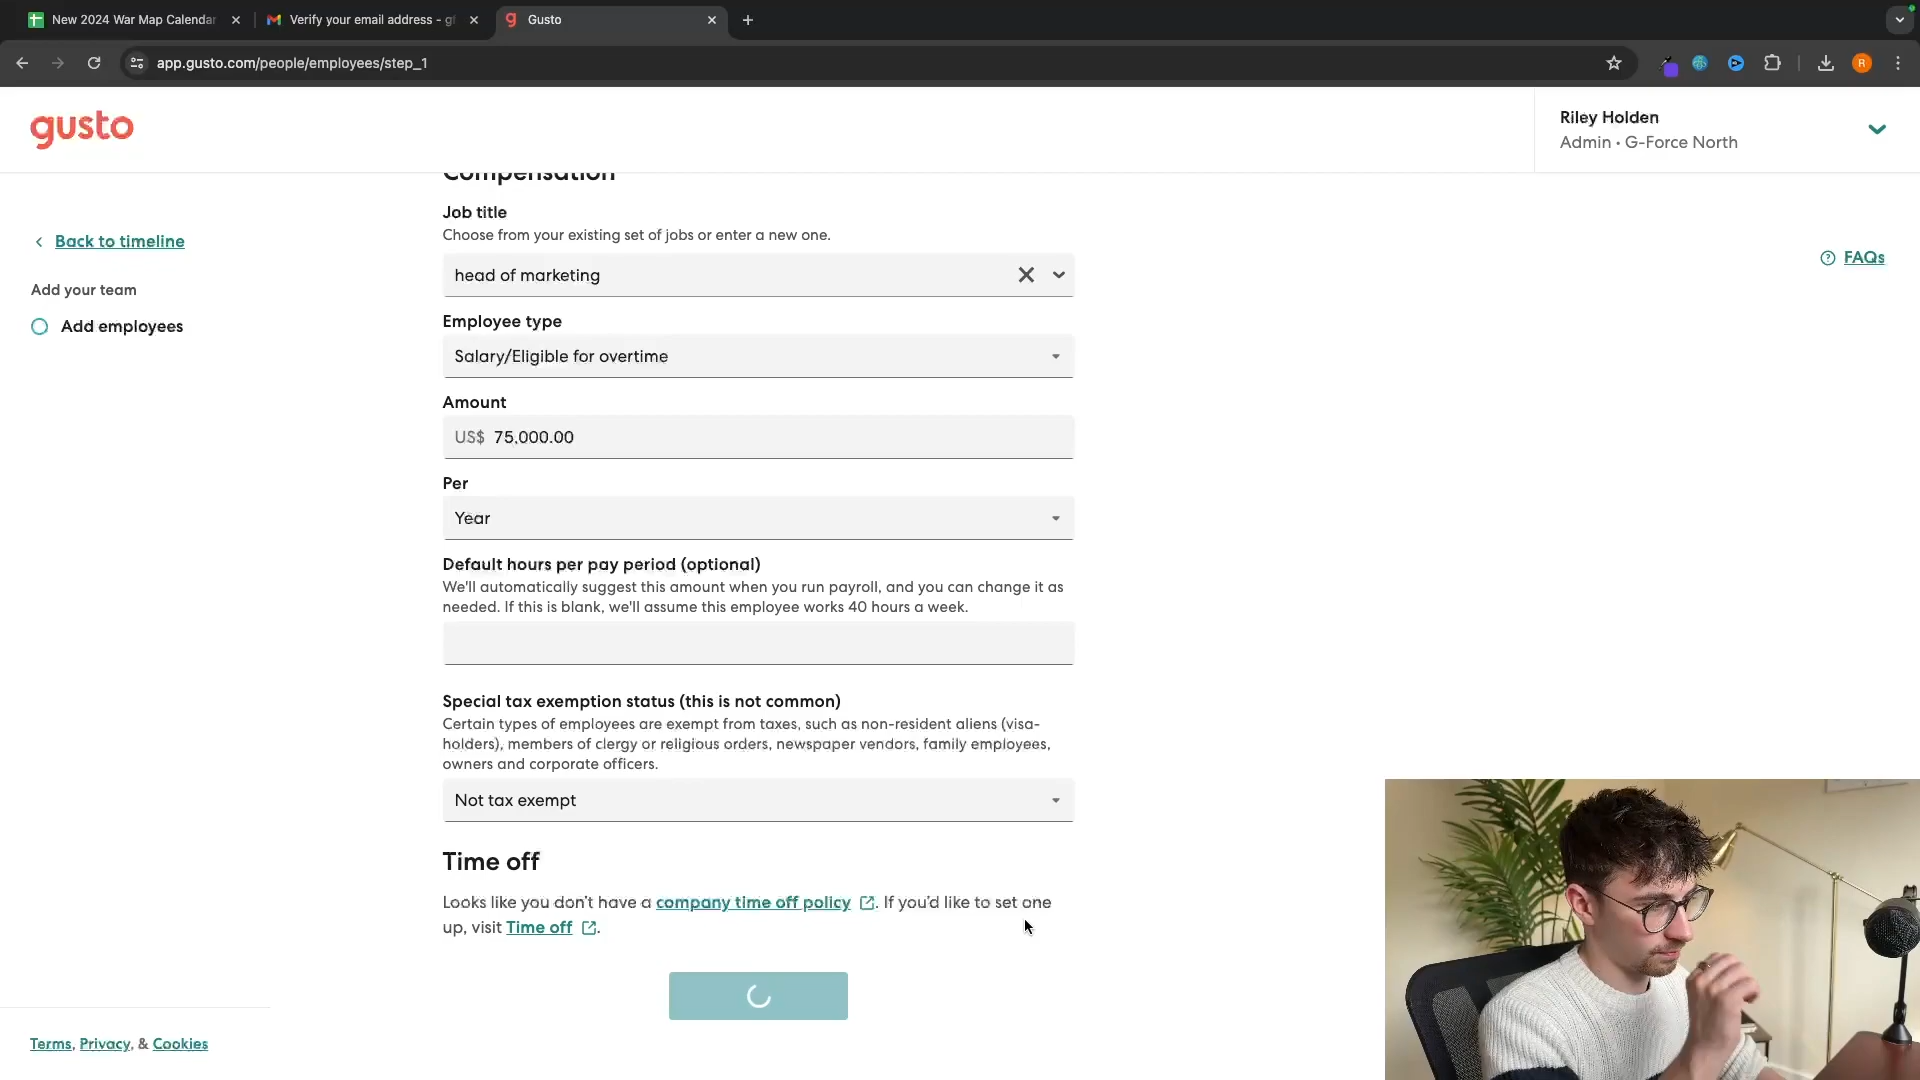 New 2024 War Map Calendar
Verify your email address - gf
Gusto
app.gusto.com/people/employees/step_1
R
gusto
Riley Holden
Admin • G-Force North
Back to timeline
FAQs
Add your team
Add employees
Compensation
Job title
Choose from your existing set of jobs or enter a new one.
head of marketing
Employee type
Salary/Eligible for overtime
Amount
US$ 75,000.00
Per
Year
Default hours per pay period (optional)
We'll automatically suggest this amount when you run payroll, and you can change it as
needed. If this is blank, we'll assume this employee works 40 hours a week.
Special tax exemption status (this is not common)
Certain types of employees are exempt from taxes, such as non-resident aliens (visa-
holders), members of clergy or religious orders, newspaper vendors, family employees,
owners and corporate officers.
Not tax exempt
Time off
Looks like you don't have a company time off policy. If you'd like to set one
up, visit Time off.
Terms, Privacy, & Cookies